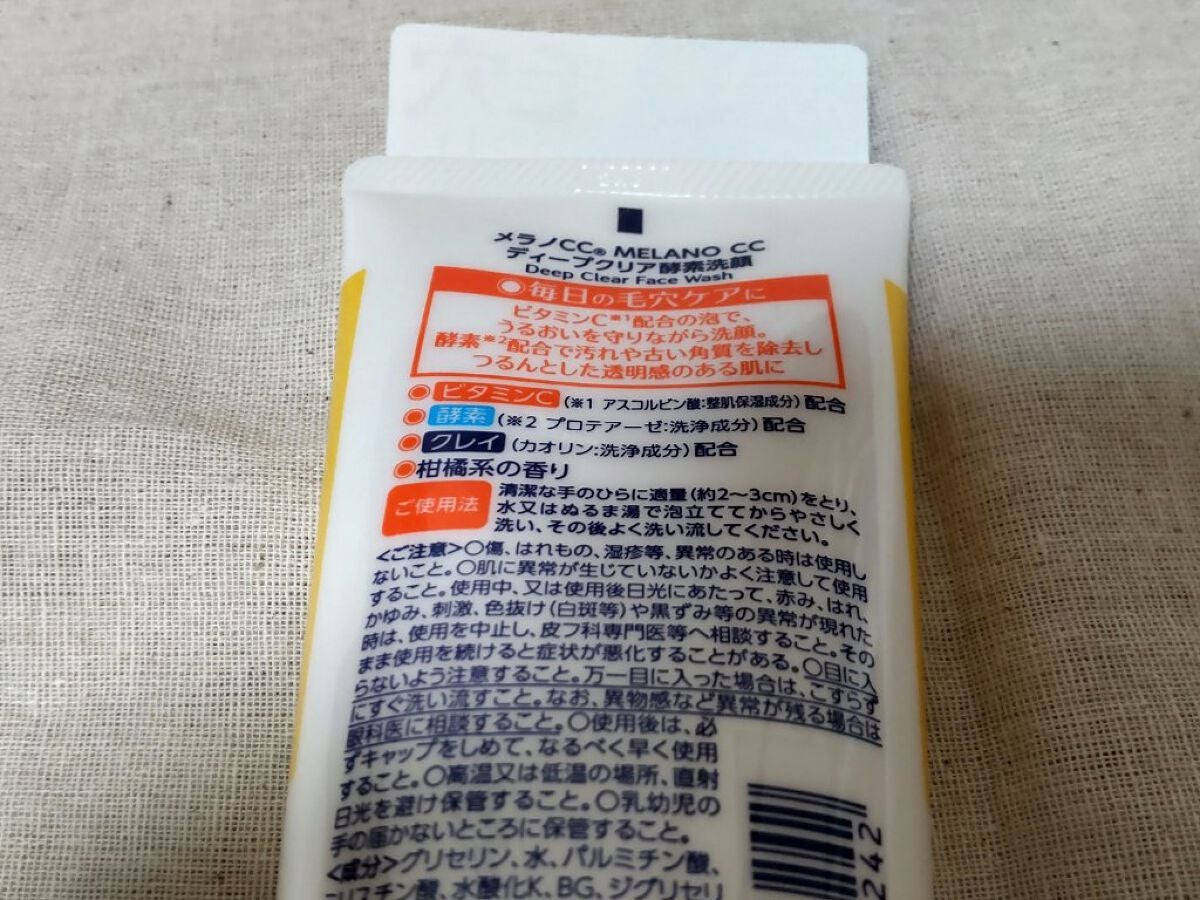 メラノCC® MELANO CC
ディープクリア酵素洗顔
Deep Clear Face Wash
●毎日の毛穴ケアに
ビタミンC※1配合の泡で、
うるおいを守りながら洗顔。
酵素※2配合で汚れや古い角質を除去し
つるんとした透明感のある肌に
●ビタミンC(※1 アスコルビン酸:整肌保湿成分)配合
●酵素(※2 プロテアーゼ:洗浄成分)配合
●クレイ(カオリン:洗浄成分)配合
●柑橘系の香り
ご使用法
清潔な手のひらに適量(約2〜3cm)をとり、
水又はぬるま湯で泡立ててからやさしく
洗い、その後よく洗い流してください。
<ご注意>○傷、はれもの、湿疹等、異常のある時は使用し
ないこと。○肌に異常が生じていないかよく注意して使用
すること。使用中、又は使用後日光にあたって、赤み、はれ、
かゆみ、刺激、色抜け(白斑等)や黒ずみ等の異常が現れた
時は、使用を中止し、皮フ科専門医等へ相談すること。その
まま使用を続けると症状が悪化することがある。○目に入
らないよう注意すること。万一目に入った場合は、こすらず
にすぐ洗い流すこと。なお、異物感など異常が残る場合は
眼科医に相談すること。○使用後は、必
ずキャップをしめて、なるべく早く使用
すること。○高温又は低温の場所、直射
日光を避け保管すること。○乳幼児の
手の届かないところに保管すること。
<成分>グリセリン、水、パルミチン酸、
ミリスチン酸、水酸化K、BG、ジグリセリ
242